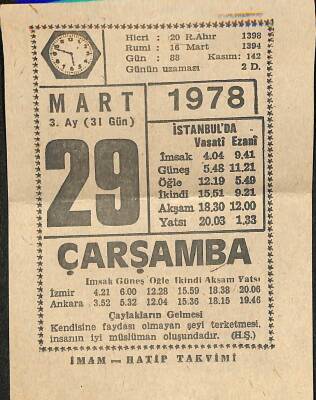 Hicri : 20 R.Ahır 1398
Rumi : 16 Mart 1394
Gün : 88 Kasım: 142
Günün uzaması 2 D.
MART 1978
3. Ay (31 Gün)
29
İSTANBUL'DA
Vasatî Ezanî
İmsak 4.04 9.41
Güneş 5.48 11.21
Öğle 12.19 5.49
İkindi 15.51 9.21
Akşam 18.30 12.00
Yatsı 20.03 1.33
ÇARŞAMBA
İmsak Güneş Öğle İkindi Akşam Yatsı
İzmir 4.21 6.00 12.28 15.59 18.38 20.06
Ankara 3.52 5.32 12.04 15.36 18.15 19.46
Çaylakların Gelmesi
Kendisine faydası olmayan şeyi terketmesi,
insanın iyi müslüman oluşundadır. (H.Ş.)
İMAM — HATİP TAKVİMİ